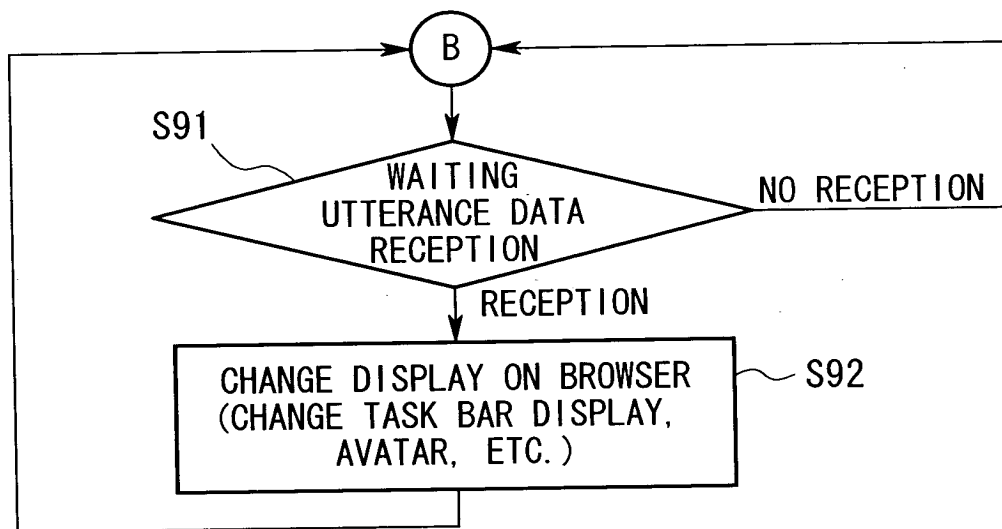 B
S91
WAITING
UTTERANCE DATA
RECEPTION
NO RECEPTION
RECEPTION
CHANGE DISPLAY ON BROWSER
(CHANGE TASK BAR DISPLAY,
AVATAR, ETC.)
S92